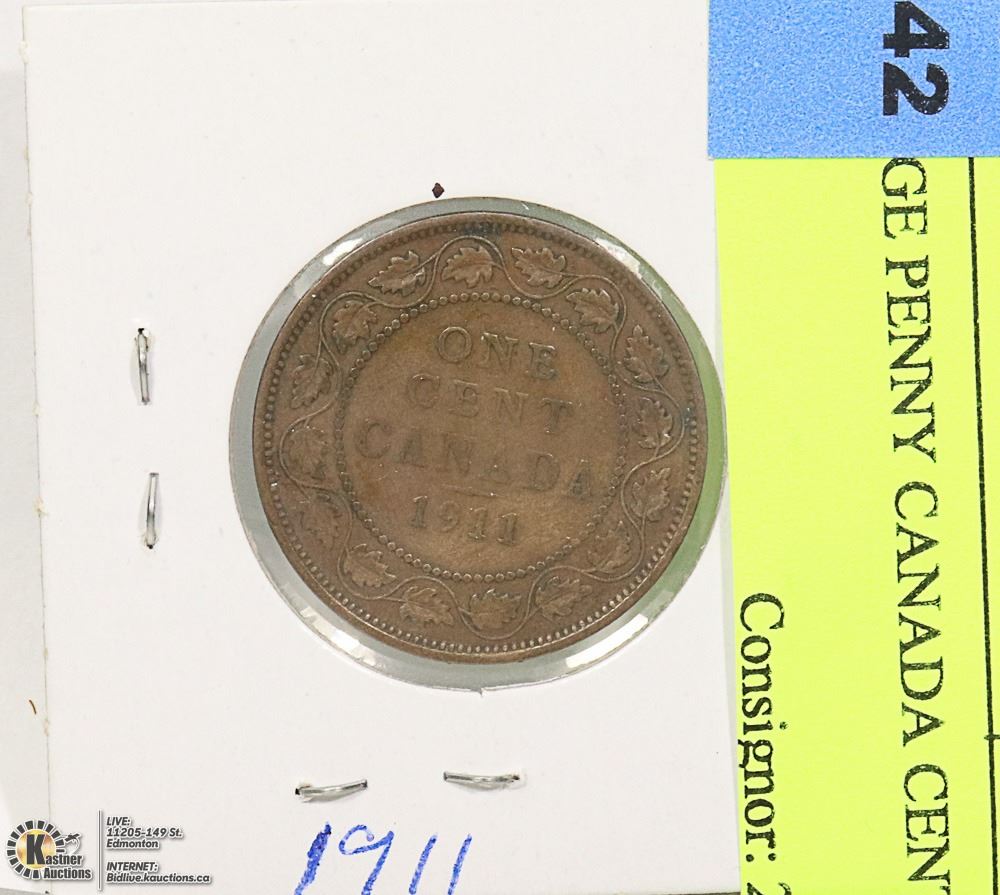 42
GE PENNY CANADA CEN
Consignor:
ONE
CENT
CANADA
1911
1911
Kastner
Auctions
LIVE:
11205-149 St.
Edmonton
INTERNET:
Bidlive.kauctions.ca